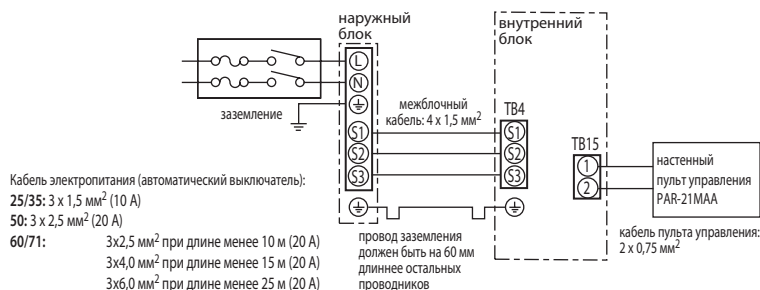 наружный
блок
внутренний
блок
L
N
заземление
межблочный
кабель: 4 x 1,5 мм²
TB4
TB15
S1
S2
S3
S1
S2
S3
1
2
настенный
пульт управления
PAR-21MAA
кабель пульта управления:
2 x 0,75 мм²
провод заземления
должен быть на 60 мм
длиннее остальных
проводников
Кабель электропитания (автоматический выключатель):
25/35: 3 x 1,5 мм² (10 А)
50: 3 x 2,5 мм² (20 А)
60/71: 3x2,5 мм² при длине менее 10 м (20 А)
3x4,0 мм² при длине менее 15 м (20 А)
3x6,0 мм² при длине менее 25 м (20 А)